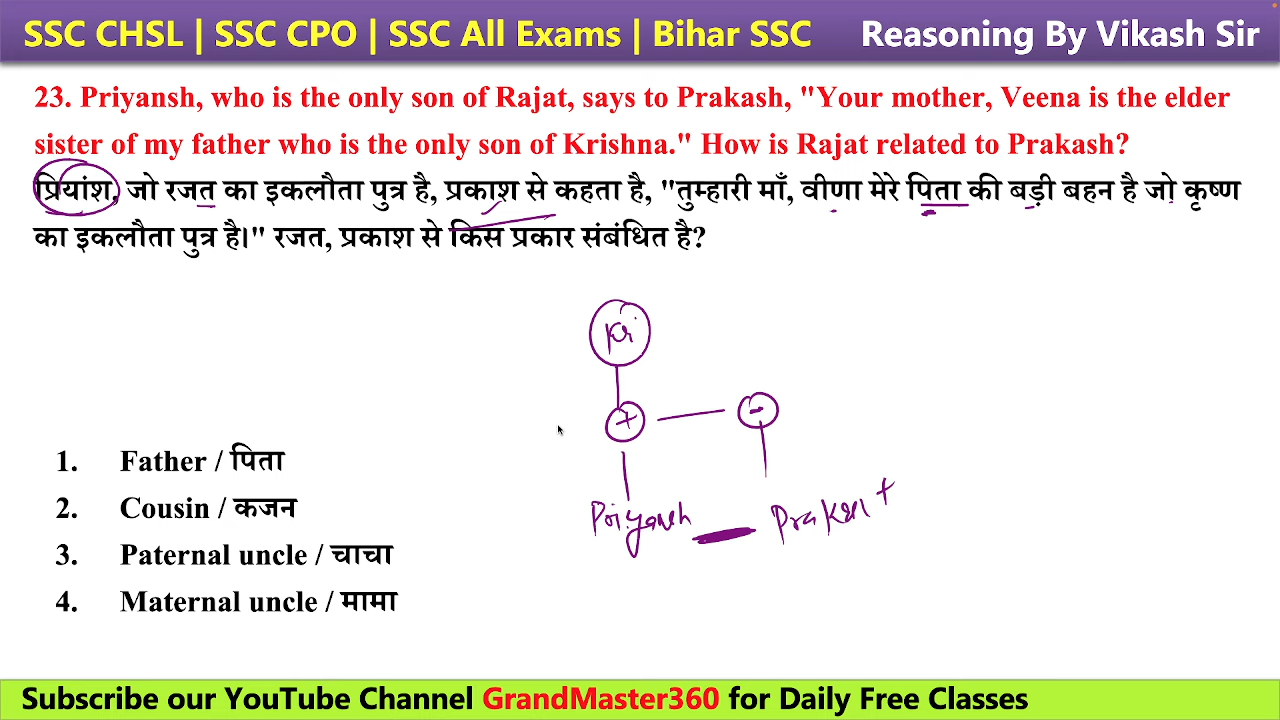 SSC CHSL | SSC CPO | SSC All Exams | Bihar SSC Reasoning By Vikash Sir
23. Priyansh, who is the only son of Rajat, says to Prakash, "Your mother, Veena is the elder
sister of my father who is the only son of Krishna." How is Rajat related to Prakash?
प्रियांश, जो रजत का इकलौता पुत्र है, प्रकाश से कहता है, "तुम्हारी माँ, वीणा मेरे पिता की बड़ी बहन है जो कृष्ण
का इकलौता पुत्र है।" रजत, प्रकाश से किस प्रकार संबंधित है?
Kri
+ -
Priyansh Prakash +
1. Father / पिता
2. Cousin / कजन
3. Paternal uncle / चाचा
4. Maternal uncle / मामा
Subscribe our YouTube Channel GrandMaster360 for Daily Free Classes